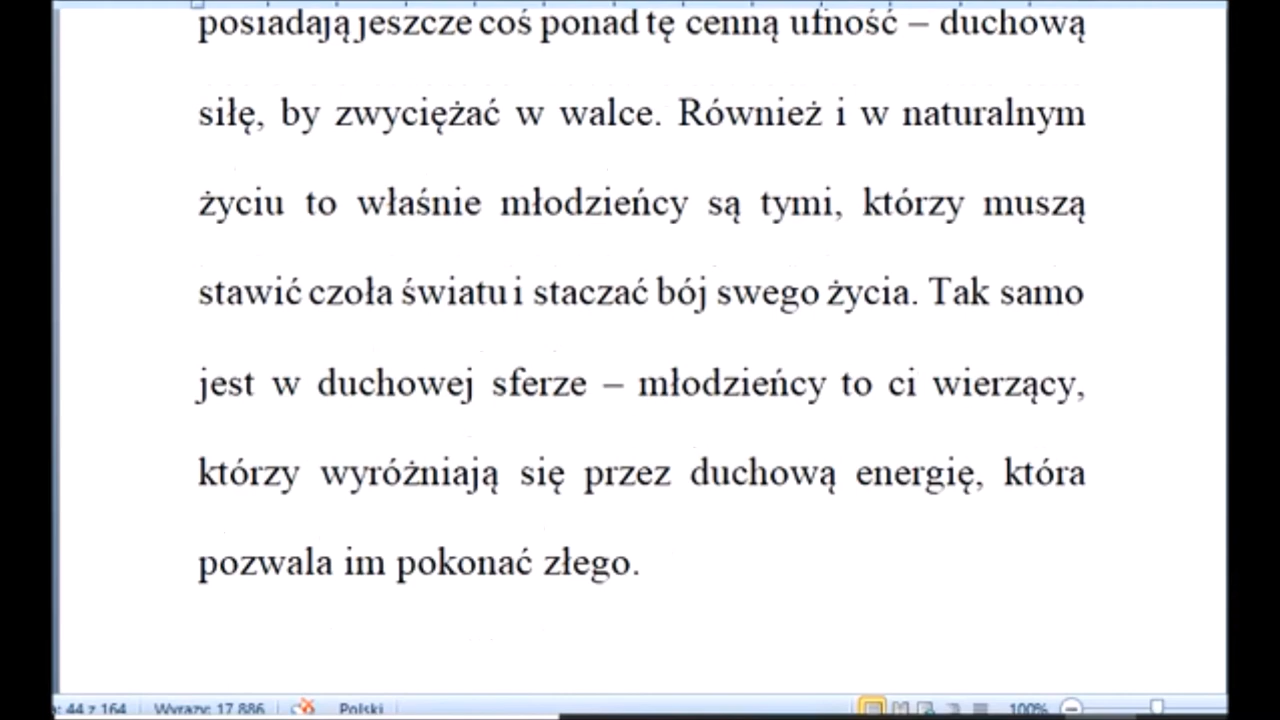 posiadają jeszcze coś ponad tę cenną ufność – duchową
siłę, by zwyciężać w walce. Również i w naturalnym
życiu to właśnie młodzieńcy są tymi, którzy muszą
stawić czoła światu i staczać bój swego życia. Tak samo
jest w duchowej sferze – młodzieńcy to ci wierzący,
którzy wyróżniają się przez duchową energię, która
pozwala im pokonać złego.
: 44 z 164 Wyrazy: 17 886 Polski 100%